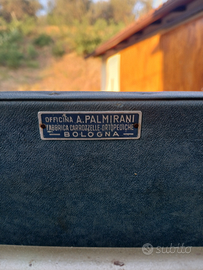 OFFICINA A. PALMIRANI
FABBRICA CARROZZELLE ORTOPEDICHE
BOLOGNA
subito